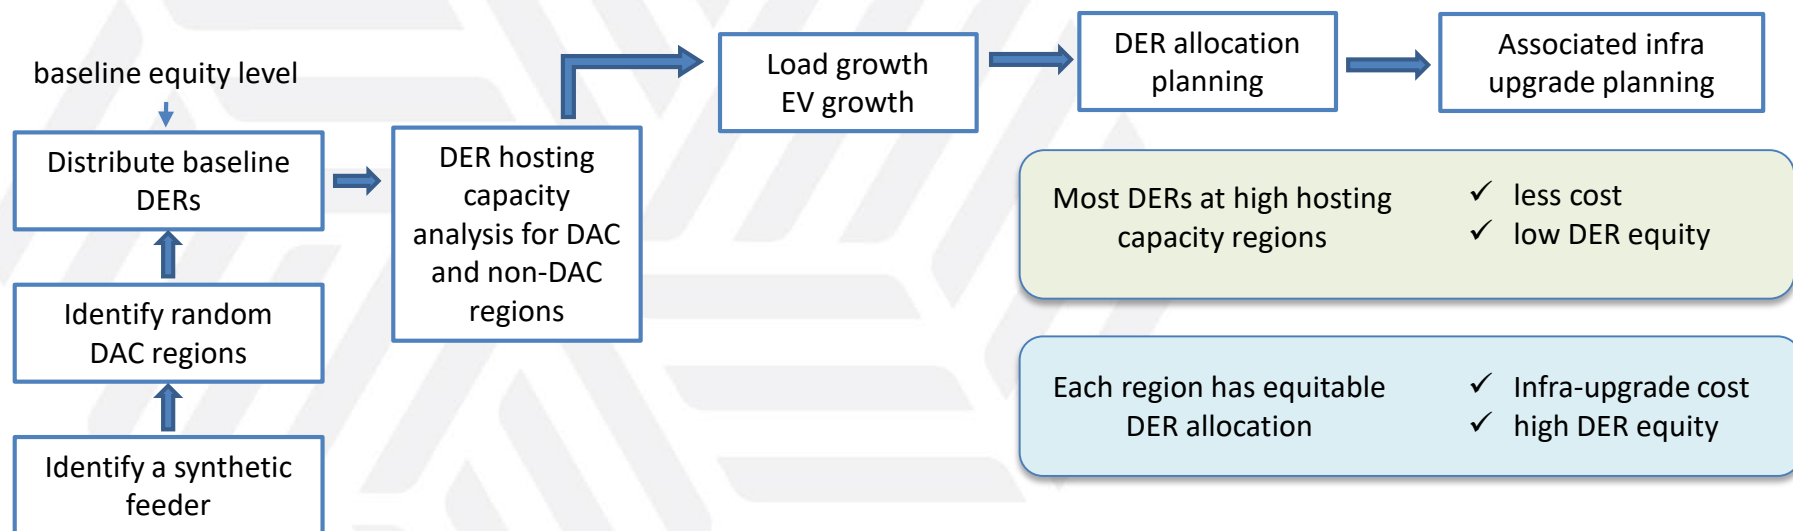 baseline equity level
Distribute baseline
DERs
Identify random
DAC regions
Identify a synthetic
feeder
DER hosting
capacity
analysis for DAC
and non-DAC
regions
Load growth
EV growth
DER allocation
planning
Associated infra
upgrade planning
Most DERs at high hosting
capacity regions
✓ less cost
✓ low DER equity
Each region has equitable
DER allocation
✓ Infra-upgrade cost
✓ high DER equity